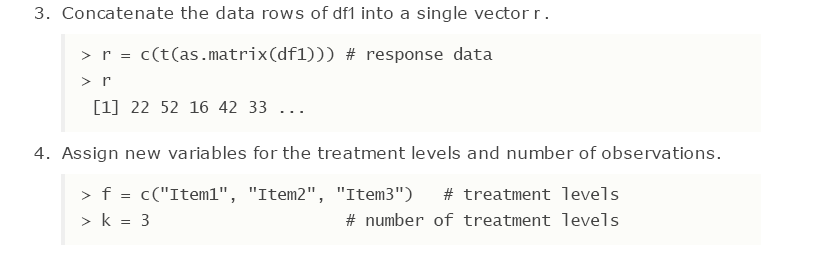 3. Concatenate the data rows of df1 into a single vector r .
> r = c(t(as.matrix(df1))) # response data
> r
[1] 22 52 16 42 33 ...
4. Assign new variables for the treatment levels and number of observations.
> f = c("Item1", "Item2", "Item3")   # treatment levels
> k = 3                    # number of treatment levels